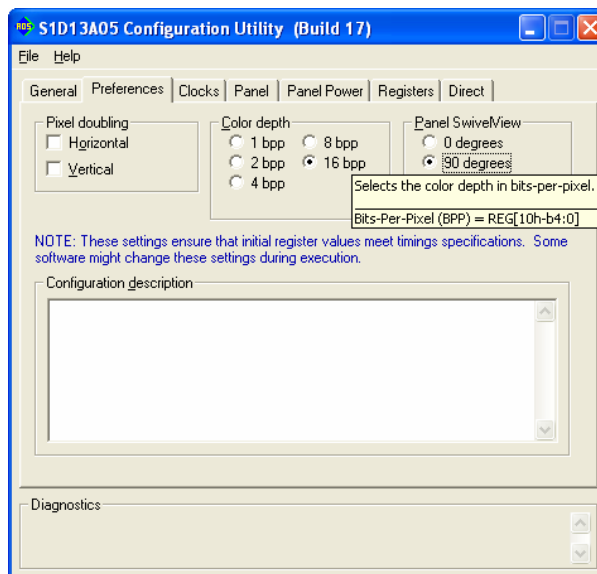 S1D13A05 Configuration Utility (Build 17)
File Help
General Preferences Clocks Panel Panel Power Registers Direct
Pixel doubling
Horizontal
Vertical
Color depth
1 bpp 8 bpp
2 bpp 16 bpp
4 bpp
Panel SwivelView
0 degrees
90 degrees
Selects the color depth in bits-per-pixel.
Bits-Per-Pixel (BPP) = REG[10h-b4:0]
NOTE: These settings ensure that initial register values meet timings specifications. Some
software might change these settings during execution.
Configuration description
Diagnostics